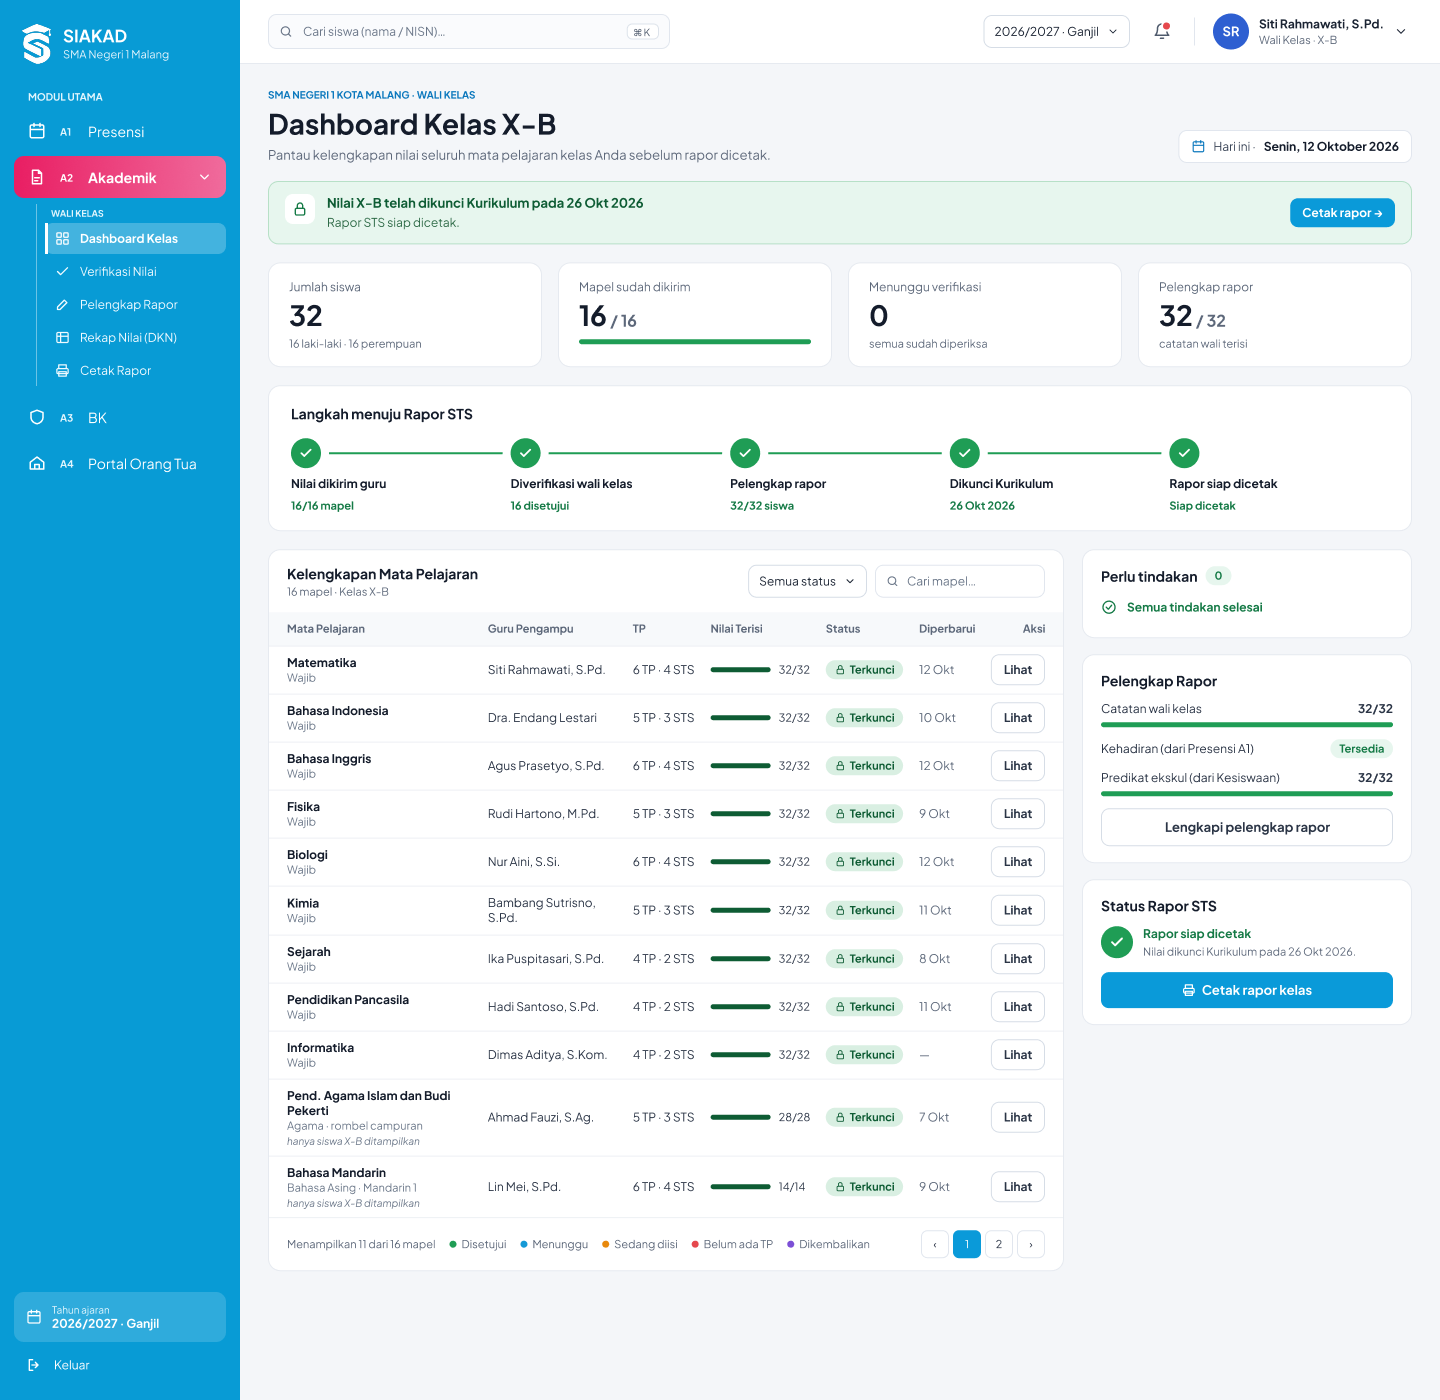 SIAKAD
SMA Negeri 1 Malang
MODUL UTAMA
A1 Presensi
A2 Akademik
WALI KELAS
Dashboard Kelas
Verifikasi Nilai
Pelengkap Rapor
Rekap Nilai (DKN)
Cetak Rapor
A3 BK
A4 Portal Orang Tua
Tahun ajaran
2026/2027 · Ganjil
Keluar
Cari siswa (nama / NISN)... ⌘K
2026/2027 · Ganjil
SR
Siti Rahmawati, S.Pd.
Wali Kelas · X-B
SMA NEGERI 1 KOTA MALANG · WALI KELAS
Dashboard Kelas X-B
Pantau kelengkapan nilai seluruh mata pelajaran kelas Anda sebelum rapor dicetak.
Hari ini · Senin, 12 Oktober 2026
Nilai X-B telah dikunci Kurikulum pada 26 Okt 2026
Rapor STS siap dicetak.
Cetak rapor →
Jumlah siswa
32
16 laki-laki · 16 perempuan
Mapel sudah dikirim
16 / 16
Menunggu verifikasi
0
semua sudah diperiksa
Pelengkap rapor
32 / 32
catatan wali terisi
Langkah menuju Rapor STS
Nilai dikirim guru
16/16 mapel
Diverifikasi wali kelas
16 disetujui
Pelengkap rapor
32/32 siswa
Dikunci Kurikulum
26 Okt 2026
Rapor siap dicetak
Siap dicetak
Kelengkapan Mata Pelajaran
16 mapel · Kelas X-B
Semua status
Cari mapel...
Mata Pelajaran Guru Pengampu TP Nilai Terisi Status Diperbarui Aksi
Matematika
Wajib
Siti Rahmawati, S.Pd. 6 TP · 4 STS 32/32 Terkunci 12 Okt Lihat
Bahasa Indonesia
Wajib
Dra. Endang Lestari 5 TP · 3 STS 32/32 Terkunci 10 Okt Lihat
Bahasa Inggris
Wajib
Agus Prasetyo, S.Pd. 6 TP · 4 STS 32/32 Terkunci 12 Okt Lihat
Fisika
Wajib
Rudi Hartono, M.Pd. 5 TP · 3 STS 32/32 Terkunci 9 Okt Lihat
Biologi
Wajib
Nur Aini, S.Si. 6 TP · 4 STS 32/32 Terkunci 12 Okt Lihat
Kimia
Wajib
Bambang Sutrisno,
S.Pd.
5 TP · 3 STS 32/32 Terkunci 11 Okt Lihat
Sejarah
Wajib
Ika Puspitasari, S.Pd. 4 TP · 2 STS 32/32 Terkunci 8 Okt Lihat
Pendidikan Pancasila
Wajib
Hadi Santoso, S.Pd. 4 TP · 2 STS 32/32 Terkunci 11 Okt Lihat
Informatika
Wajib
Dimas Aditya, S.Kom. 4 TP · 2 STS 32/32 Terkunci — Lihat
Pend. Agama Islam dan Budi
Pekerti
Agama · rombel campuran
hanya siswa X-B ditampilkan
Ahmad Fauzi, S.Ag. 5 TP · 3 STS 28/28 Terkunci 7 Okt Lihat
Bahasa Mandarin
Bahasa Asing · Mandarin 1
hanya siswa X-B ditampilkan
Lin Mei, S.Pd. 6 TP · 4 STS 14/14 Terkunci 9 Okt Lihat
Menampilkan 11 dari 16 mapel Disetujui Menunggu Sedang diisi Belum ada TP Dikembalikan ‹ 1 2 ›
Perlu tindakan 0
Semua tindakan selesai
Pelengkap Rapor
Catatan wali kelas 32/32
Kehadiran (dari Presensi A1) Tersedia
Predikat ekskul (dari Kesiswaan) 32/32
Lengkapi pelengkap rapor
Status Rapor STS
Rapor siap dicetak
Nilai dikunci Kurikulum pada 26 Okt 2026.
Cetak rapor kelas